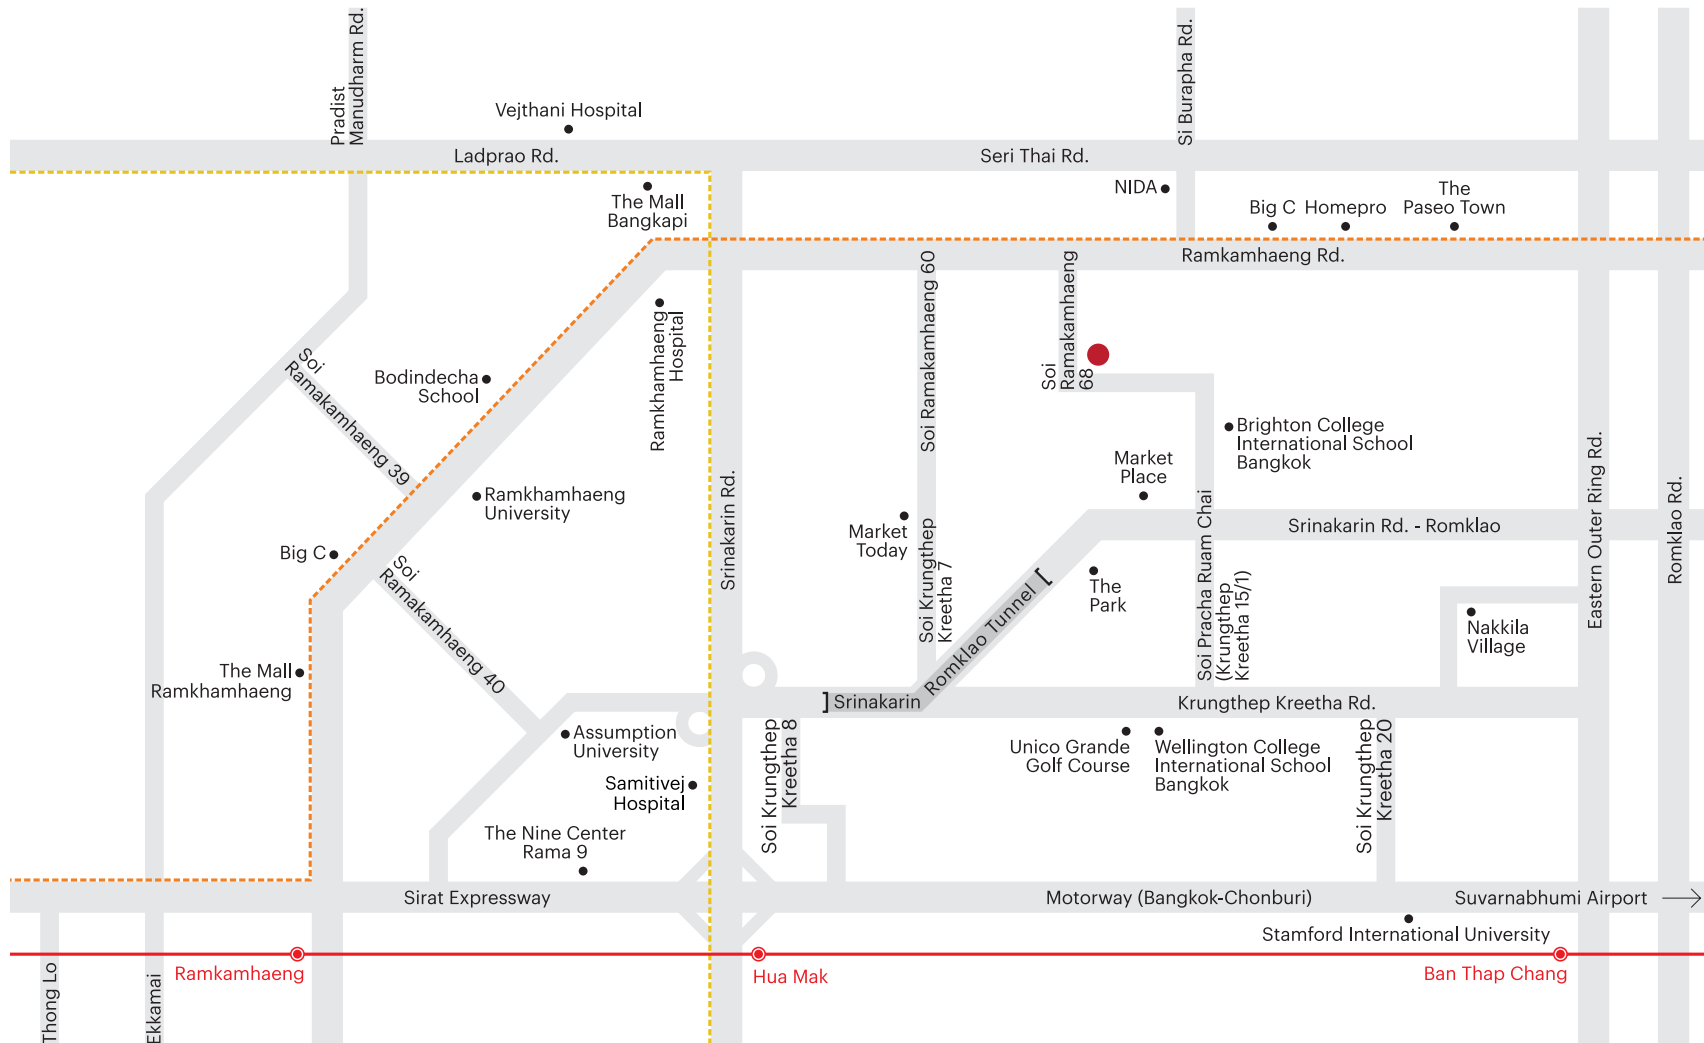 Pradist
Manudharm Rd.
Si Burapha Rd.
Vejthani Hospital
Ladprao Rd.
Seri Thai Rd.
NIDA
The Mall
Bangkapi
Big C
Homepro
The
Paseo Town
Ramkamhaeng Rd.
Soi Ramakamhaeng 60
Soi
Ramakamhaeng
68
Ramkhamhaeng
Hospital
Soi
Ramakamhaeng 39
Bodindecha
School
Brighton College
International School
Bangkok
Market
Place
Ramkhamhaeng
University
Srinakarin Rd.
Market
Today
Soi Krungthep
Kreetha 7
Srinakarin Rd. - Romklao
Eastern Outer Ring Rd.
Romklao Rd.
Big C
Soi
Ramakamhaeng 40
The
Park
Soi Pracha Ruam Chai
(Krungthep
Kreetha 15/1)
Nakkila
Village
The Mall
Ramkhamhaeng
Srinakarin
Romklao Tunnel
Krungthep Kreetha Rd.
Assumption
University
Soi Krungthep
Kreetha 8
Unico Grande
Golf Course
Wellington College
International School
Bangkok
Soi Krungthep
Kreetha 20
Samitivej
Hospital
The Nine Center
Rama 9
Sirat Expressway
Motorway (Bangkok-Chonburi)
Suvarnabhumi Airport
Stamford International University
Ramkamhaeng
Hua Mak
Ban Thap Chang
Thong Lo
Ekkamai